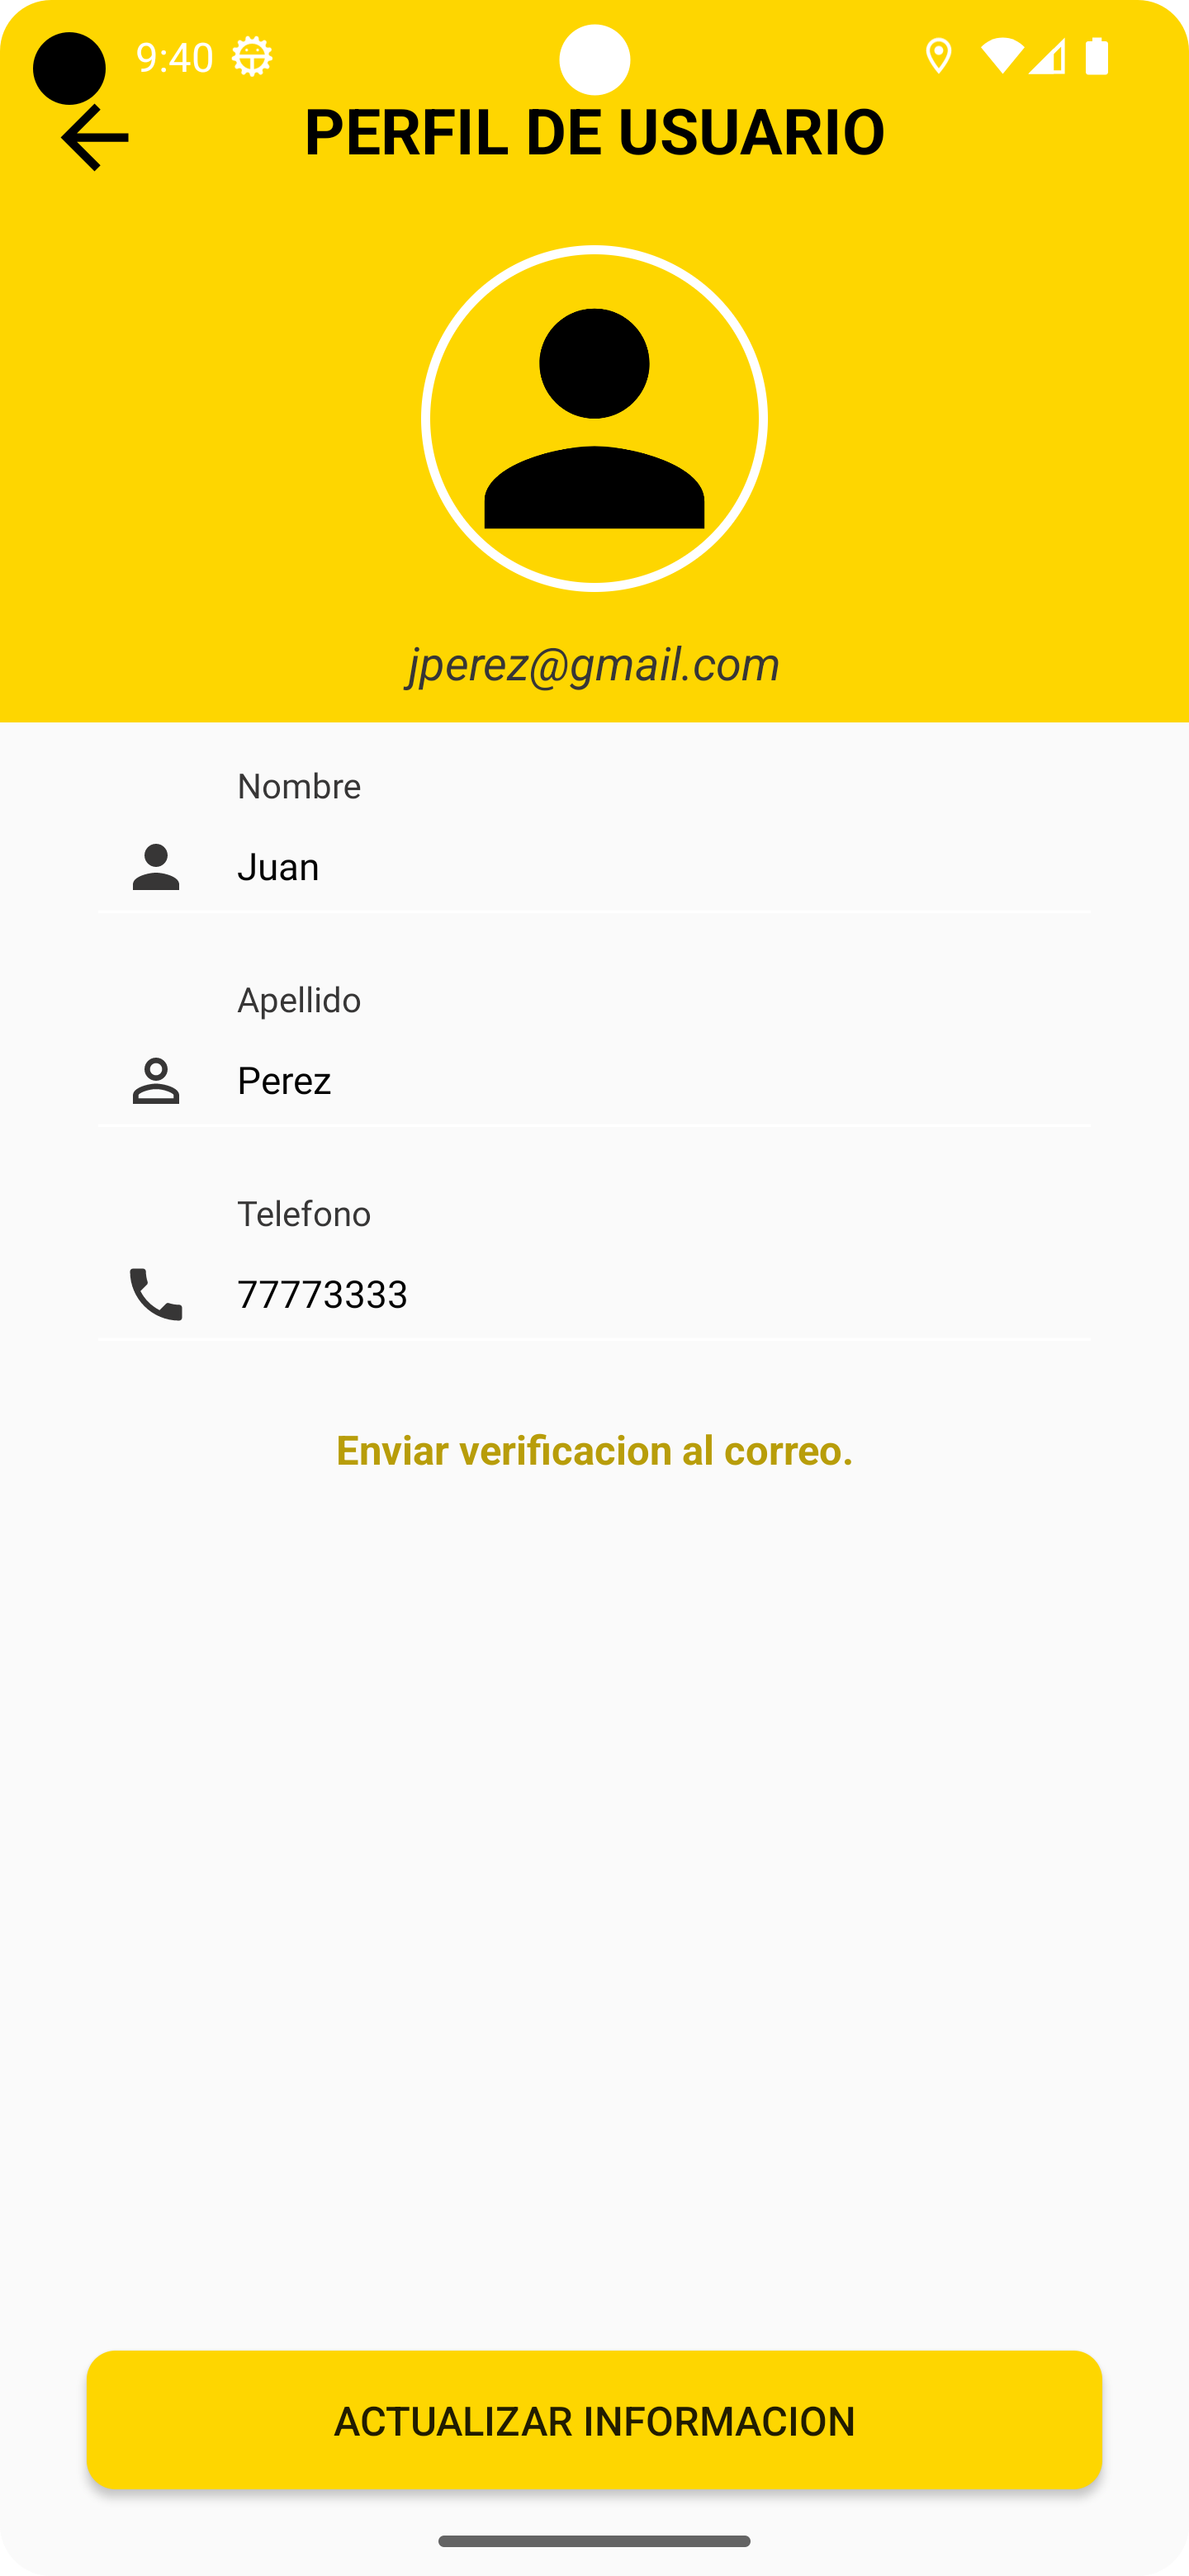 9:40
PERFIL DE USUARIO
jperez@gmail.com
Nombre
Juan
Apellido
Perez
Telefono
77773333
Enviar verificacion al correo.
ACTUALIZAR INFORMACION